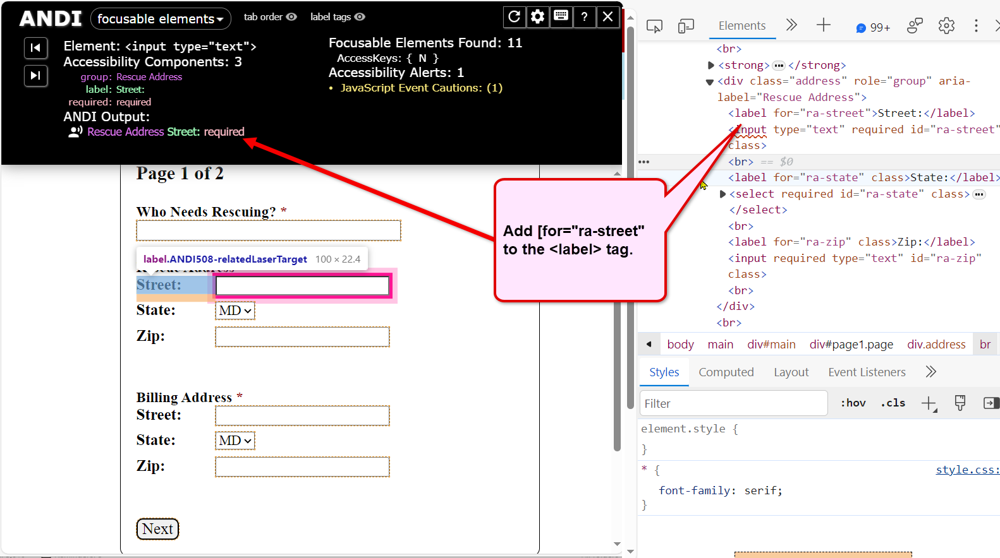 ANDI
focusable elements
tab order
label tags
?
Element: <input type="text">
Accessibility Components: 3
group: Rescue Address
label: Street:
required: required
ANDI Output:
Rescue Address Street: required
Focusable Elements Found: 11
AccessKeys: { N }
Accessibility Alerts: 1
• JavaScript Event Cautions: (1)
Page 1 of 2
Who Needs Rescuing? *
label.ANDI508-relatedLaserTarget 100 × 22.4
Street:
State:
MD
Zip:
Billing Address *
Street:
State:
MD
Zip:
Next
Add [for="ra-street"
to the <label> tag.
Elements
99+
<br>
<strong> ••• </strong>
<div class="address" role="group" aria-
label="Rescue Address">
<label for="ra-street">Street:</label>
<input type="text" required id="ra-street"
class>
••• <br> == $0
<label for="ra-state" class>State:</label>
<select required id="ra-state" class> •••
</select>
<br>
<label for="ra-zip" class>Zip:</label>
<input required type="text" id="ra-zip"
class>
<br>
</div>
<br>
body main div#main div#page1.page div.address br
Styles Computed Layout Event Listeners
Filter
:hov .cls
element.style {
}
* {
style.css:
font-family: serif;
}